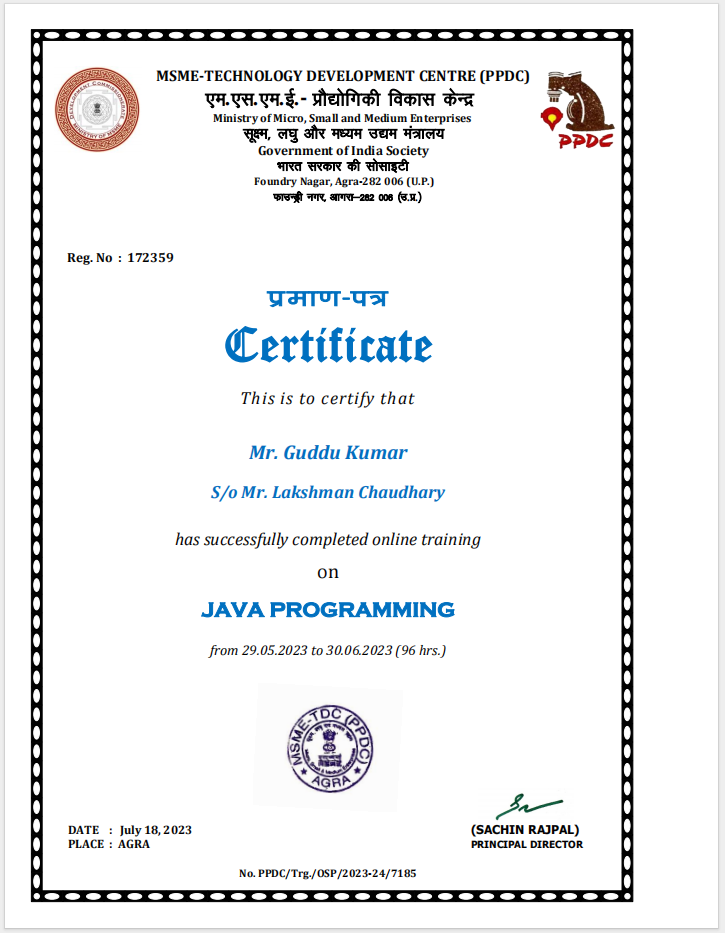 MSME-TECHNOLOGY DEVELOPMENT CENTRE (PPDC)
एम.एस.एम.ई.- प्रौद्योगिकी विकास केन्द्र
Ministry of Micro, Small and Medium Enterprises
सूक्ष्म, लघु और मध्यम उद्यम मंत्रालय
Government of India Society
भारत सरकार की सोसाइटी
Foundry Nagar, Agra-282 006 (U.P.)
फाउन्ड्री नगर, आगरा–282 006 (उ.प्र.)
DEVELOPMENT COMMISSIONERATE
MINISTRY OF MSME
PPDC
Reg. No : 172359
प्रमाण-पत्र
Certificate
This is to certify that
Mr. Guddu Kumar
S/o Mr. Lakshman Chaudhary
has successfully completed online training
on
JAVA PROGRAMMING
from 29.05.2023 to 30.06.2023 (96 hrs.)
MSME-TDC (PPDC)
★ AGRA ★
DATE : July 18, 2023
PLACE : AGRA
(SACHIN RAJPAL)
PRINCIPAL DIRECTOR
No. PPDC/Trg./OSP/2023-24/7185